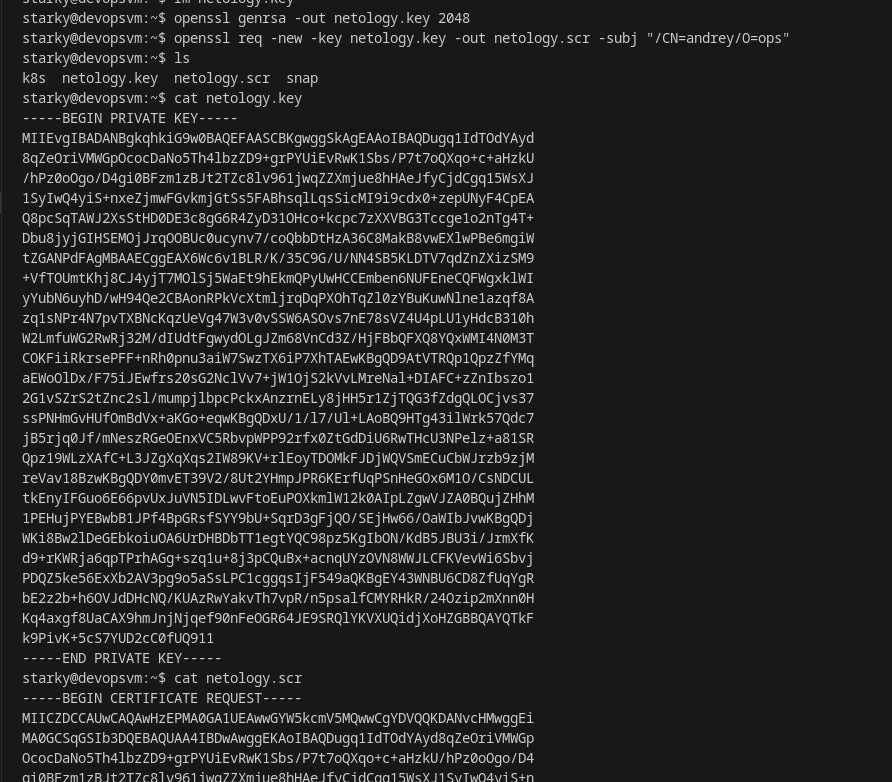 starky@devopsvm:~$ rm netology.key
starky@devopsvm:~$ openssl genrsa -out netology.key 2048
starky@devopsvm:~$ openssl req -new -key netology.key -out netology.scr -subj "/CN=andrey/O=ops"
starky@devopsvm:~$ ls
k8s  netology.key  netology.scr  snap
starky@devopsvm:~$ cat netology.key
-----BEGIN PRIVATE KEY-----
MIIEvgIBADANBgkqhkiG9w0BAQEFAASCBKgwggSkAgEAAoIBAQDugq1IdTOdYAyd
8qZeOriVMWGpOcocDaNo5Th4lbzZD9+grPYUiEvRwK1Sbs/P7t7oQXqo+c+aHzkU
/hPz0oOgo/D4gi0BFzm1zBJt2TZc8lv961jwqZZXmjue8hHAeJfyCjdCgq15WsXJ
1SyIwQ4yiS+nxeZjmwFGvkmjGtSs5FABhsqlLqsSicMI9i9cdx0+zepUNyF4CpEA
Q8pcSqTAWJ2XsStHD0DE3c8gG6R4ZyD31OHco+kcpc7zXXVBG3Tccge1o2nTg4T+
Dbu8jyjGIHSEMOjJrqOOBUc0ucynv7/coQbbDtHzA36C8MakB8vwEXlwPBe6mgiW
tZGANPdFAgMBAAECggEAX6Wc6v1BLR/K/35C9G/U/NN4SB5KLDTV7qdZnZXizSM9
+VfTOUmtKhj8CJ4yjT7MOlSj5WaEt9hEkmQPyUwHCCEmben6NUFEneCQFWgxklWI
yYubN6uyhD/wH94Qe2CBAonRPkVcXtmljrqDqPXOhTqZl0zYBuKuwNlne1azqf8A
zq1sNPr4N7pvTXBNcKqzUeVg47W3v0vSSW6ASOvs7nE78sVZ4U4pLU1yHdcB310h
W2LmfuWG2RwRj32M/dIUdtFgwydOLgJZm68VnCd3Z/HjFBbQFXQ8YQxWMI4N0M3T
COKFiiRkrsePFF+nRh0pnu3aiW7SwzTX6iP7XhTAEwKBgQD9AtVTRQp1QpzZfYMq
aEWoOlDx/F75iJEwfrs20sG2NclVv7+jW1OjS2kVvLMreNal+DIAFC+zZnIbszo1
2G1vSZrS2tZnc2sl/mumpjlbpcPckxAnzrnELy8jHH5r1ZjTQG3fZdgQLOCjvs37
ssPNHmGvHUfOmBdVx+aKGo+eqwKBgQDxU/1/l7/Ul+LAoBQ9HTg43ilWrk57Qdc7
jB5rjq0Jf/mNeszRGeOEnxVC5RbvpWPP92rfx0ZtGdDiU6RwTHcU3NPelz+a81SR
Qpz19WLzXAfC+L3JZgXqXqs2IW89KV+rlEoyTDOMkFJDjWQVSmECuCbWJrzb9zjM
reVav18BzwKBgQDY0mvET39V2/8Ut2YHmpJPR6KErfUqPSnHeGOx6M1O/CsNDCUL
tkEnyIFGuo6E66pvUxJuVN5IDLwvFtoEuPOXkmlW12k0AIpLZgwVJZA0BQujZHhM
1PEHujPYEBwbB1JPf4BpGRsfSYY9bU+SqrD3gFjQO/SEjHw66/OaWIbJvwKBgQDj
WKi8Bw2lDeGEbkoiuOA6UrDHBDbTT1egtYQC98pz5KgIbON/KdB5JBU3i/JrmXfK
d9+rKWRja6qpTPrhAGg+szq1u+8j3pCQuBx+acnqUYzOVN8WWJLCFKVevWi6Sbvj
PDQZ5ke56ExXb2AV3pg9o5aSsLPC1cggqsIjF549aQKBgEY43WNBU6CD8ZfUqYgR
bE2z2b+h6OVJdDHcNQ/KUAzRwYakvTh7vpR/n5psalfCMYRHkR/24Ozip2mXnn0H
Kq4axgf8UaCAX9hmJnjNjqef90nFeOGR64JE9SRQlYKVXUQidjXoHZGBBQAYQTkF
k9PivK+5cS7YUD2cC0fUQ911
-----END PRIVATE KEY-----
starky@devopsvm:~$ cat netology.scr
-----BEGIN CERTIFICATE REQUEST-----
MIICZDCCAUwCAQAwHzEPMA0GA1UEAwwGYW5kcmV5MQwwCgYDVQQKDANvcHMwggEi
MA0GCSqGSIb3DQEBAQUAA4IBDwAwggEKAoIBAQDugq1IdTOdYAyd8qZeOriVMWGp
OcocDaNo5Th4lbzZD9+grPYUiEvRwK1Sbs/P7t7oQXqo+c+aHzkU/hPz0oOgo/D4
gi0BFzm1zBJt2TZc8lv961jwqZZXmjue8hHAeJfyCjdCgq15WsXJ1SyIwQ4yiS+n